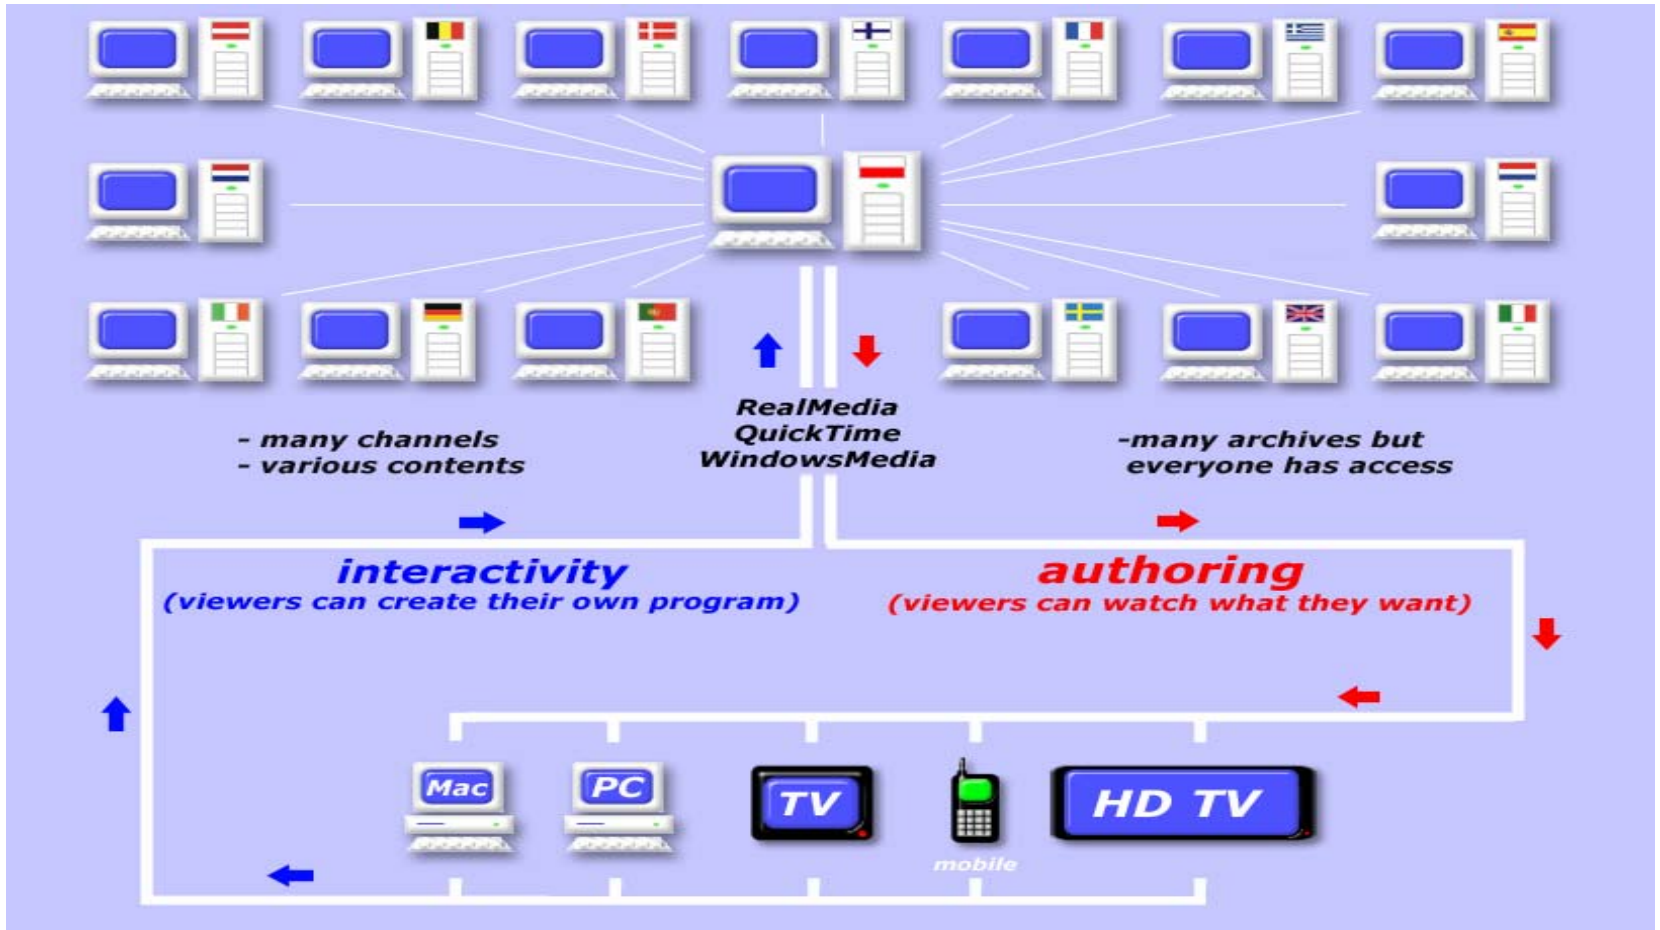 RealMedia
QuickTime
WindowsMedia
- many channels
- various contents
-many archives but
everyone has access
interactivity
(viewers can create their own program)
authoring
(viewers can watch what they want)
Mac
PC
TV
mobile
HD TV